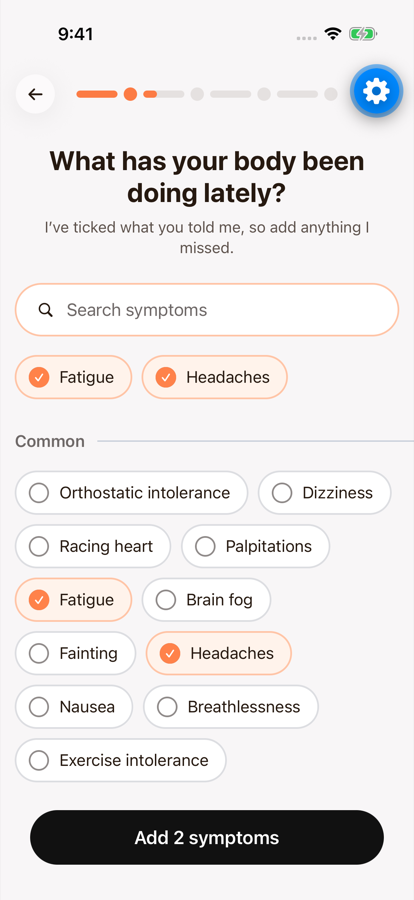 9:41
What has your body been
doing lately?
I’ve ticked what you told me, so add anything I
missed.
Search symptoms
Fatigue
Headaches
Common
Orthostatic intolerance
Dizziness
Racing heart
Palpitations
Fatigue
Brain fog
Fainting
Headaches
Nausea
Breathlessness
Exercise intolerance
Add 2 symptoms